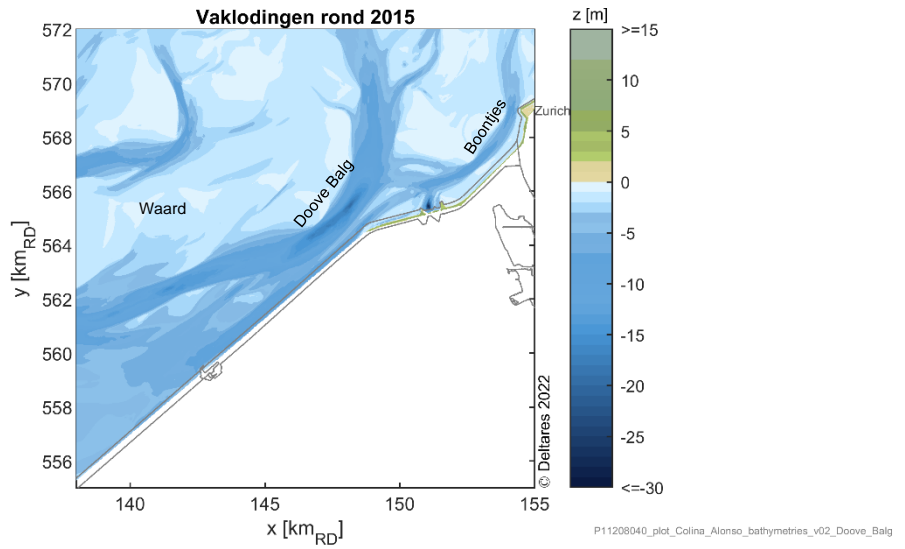 Vaklodingen rond 2015
z [m]
572
570
568
566
564
562
560
558
556
y [km_RD]
140
145
150
155
x [km_RD]
Waard
Doove Balg
Boontjes
Zurich
© Deltares 2022
>=15
10
5
0
-5
-10
-15
-20
-25
<=-30
P11208040_plot_Colina_Alonso_bathymetries_v02_Doove_Balg